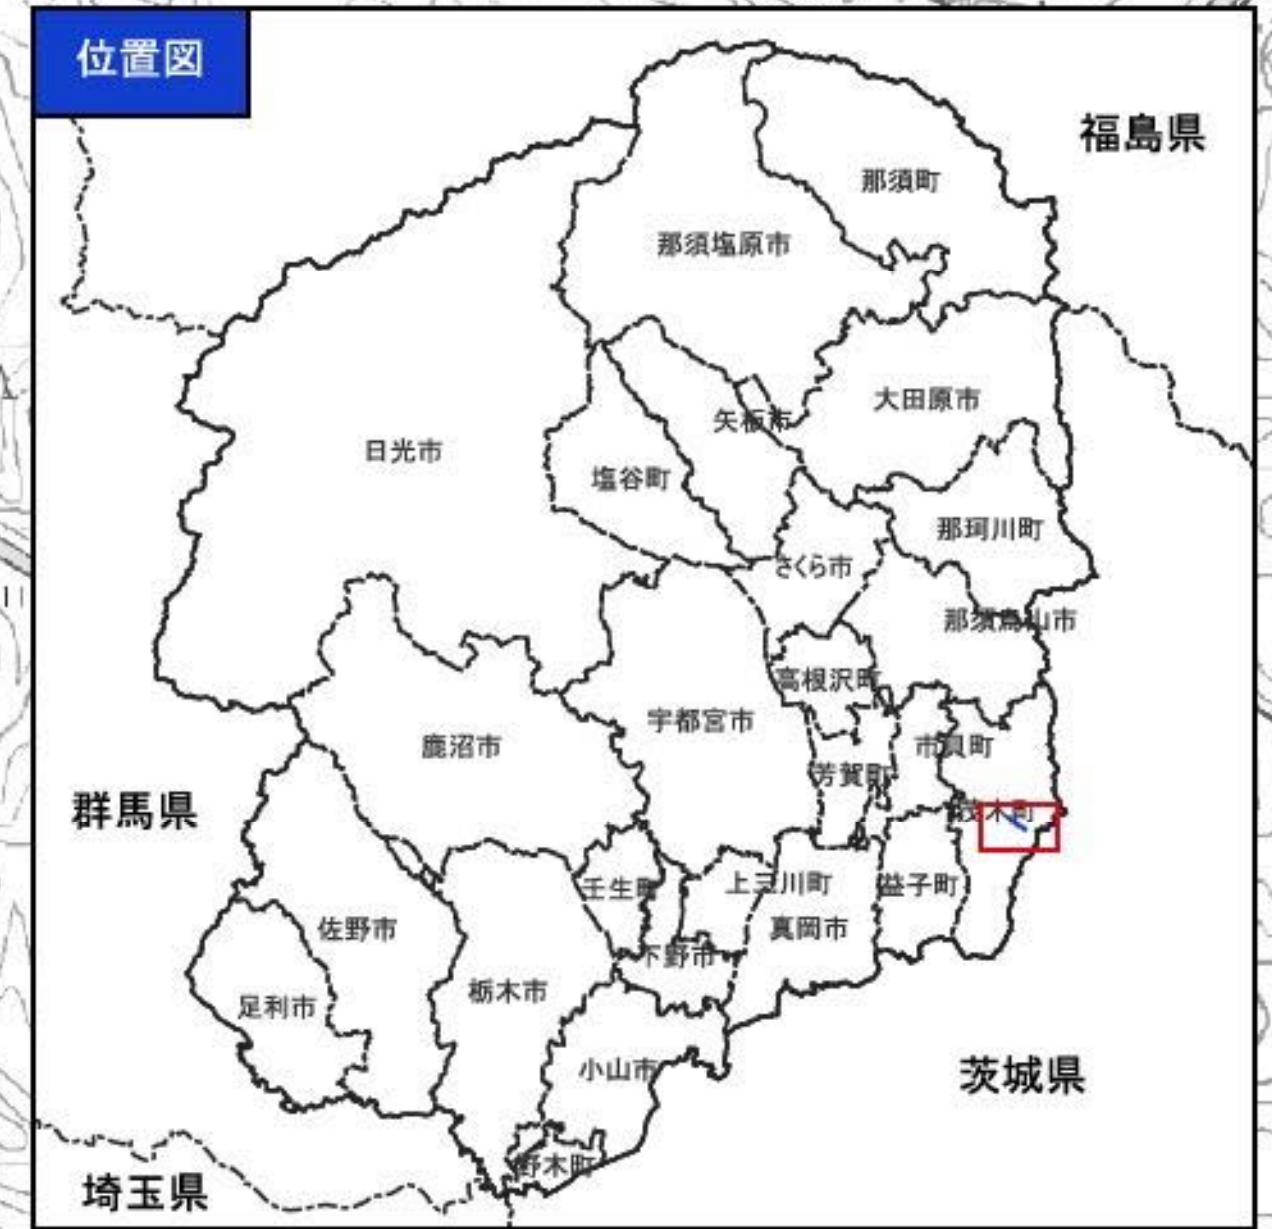 位置図
福島県
那須町
那須塩原市
大田原市
矢板市
日光市
塩谷町
那珂川町
さくら市
那須烏山市
高根沢町
宇都宮市
鹿沼市
市貝町
芳賀町
群馬県
茂木町
壬生町
上三川町
益子町
佐野市
真岡市
下野市
栃木市
足利市
小山市
茨城県
野木町
埼玉県